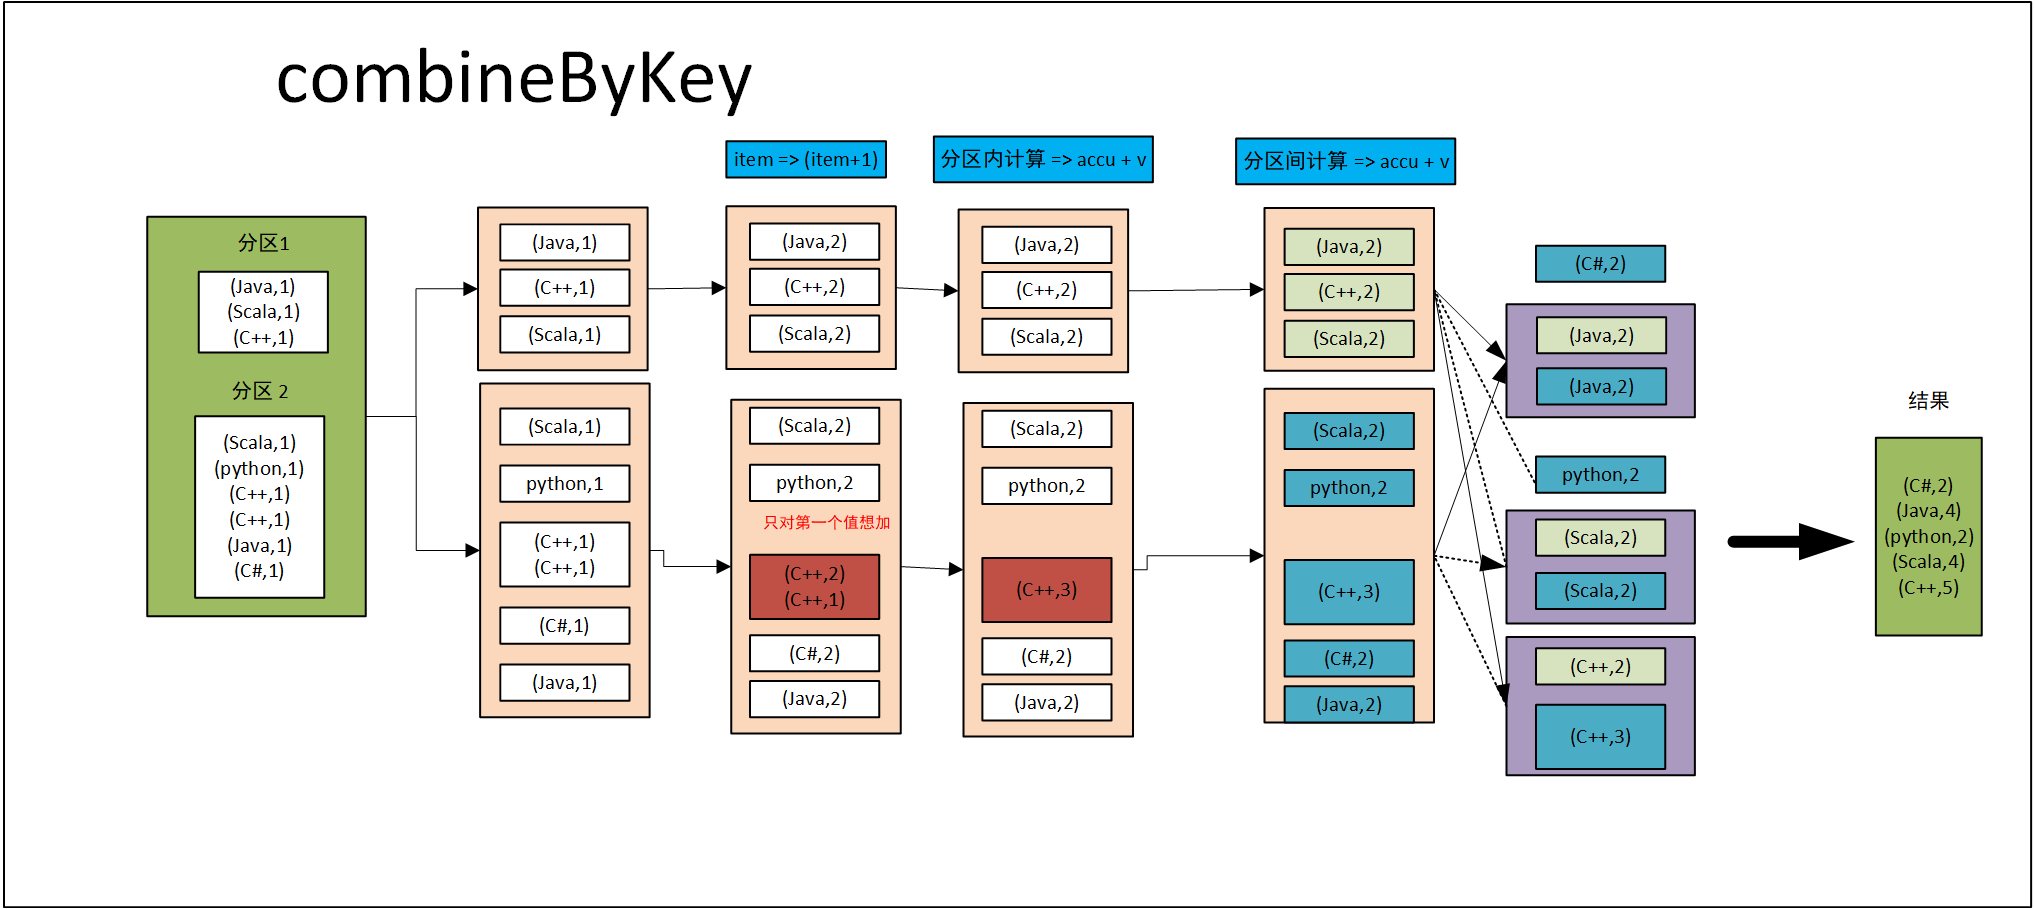 combineByKey
item => (item+1)
分区内计算 => accu + v
分区间计算 => accu + v
分区1
(Java,1)
(Scala,1)
(C++,1)
分区 2
(Scala,1)
(python,1)
(C++,1)
(C++,1)
(Java,1)
(C#,1)
(Java,1)
(C++,1)
(Scala,1)
(Scala,1)
python,1
(C++,1)
(C++,1)
(C#,1)
(Java,1)
(Java,2)
(C++,2)
(Scala,2)
(Scala,2)
python,2
只对第一个值想加
(C++,2)
(C++,1)
(C#,2)
(Java,2)
(Java,2)
(C++,2)
(Scala,2)
(Scala,2)
python,2
(C++,3)
(C#,2)
(Java,2)
(Java,2)
(C++,2)
(Scala,2)
(Scala,2)
python,2
(C++,3)
(C#,2)
(Java,2)
(C#,2)
(Java,2)
(Java,2)
python,2
(Scala,2)
(Scala,2)
(C++,2)
(C++,3)
结果
(C#,2)
(Java,4)
(python,2)
(Scala,4)
(C++,5)